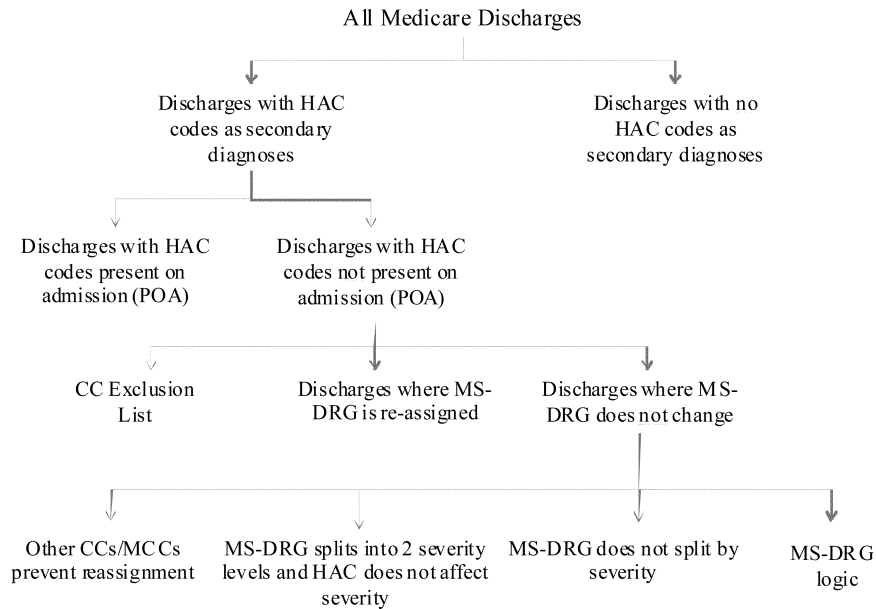 All Medicare Discharges
Discharges with HAC
codes as secondary
diagnoses
Discharges with no
HAC codes as
secondary diagnoses
Discharges with HAC
codes present on
admission (POA)
Discharges with HAC
codes not present on
admission (POA)
CC Exclusion
List
Discharges where MS-
DRG is re-assigned
Discharges where MS-
DRG does not change
Other CCs/MCCs
prevent reassignment
MS-DRG splits into 2 severity
levels and HAC does not affect
severity
MS-DRG does not split by
severity
MS-DRG
logic